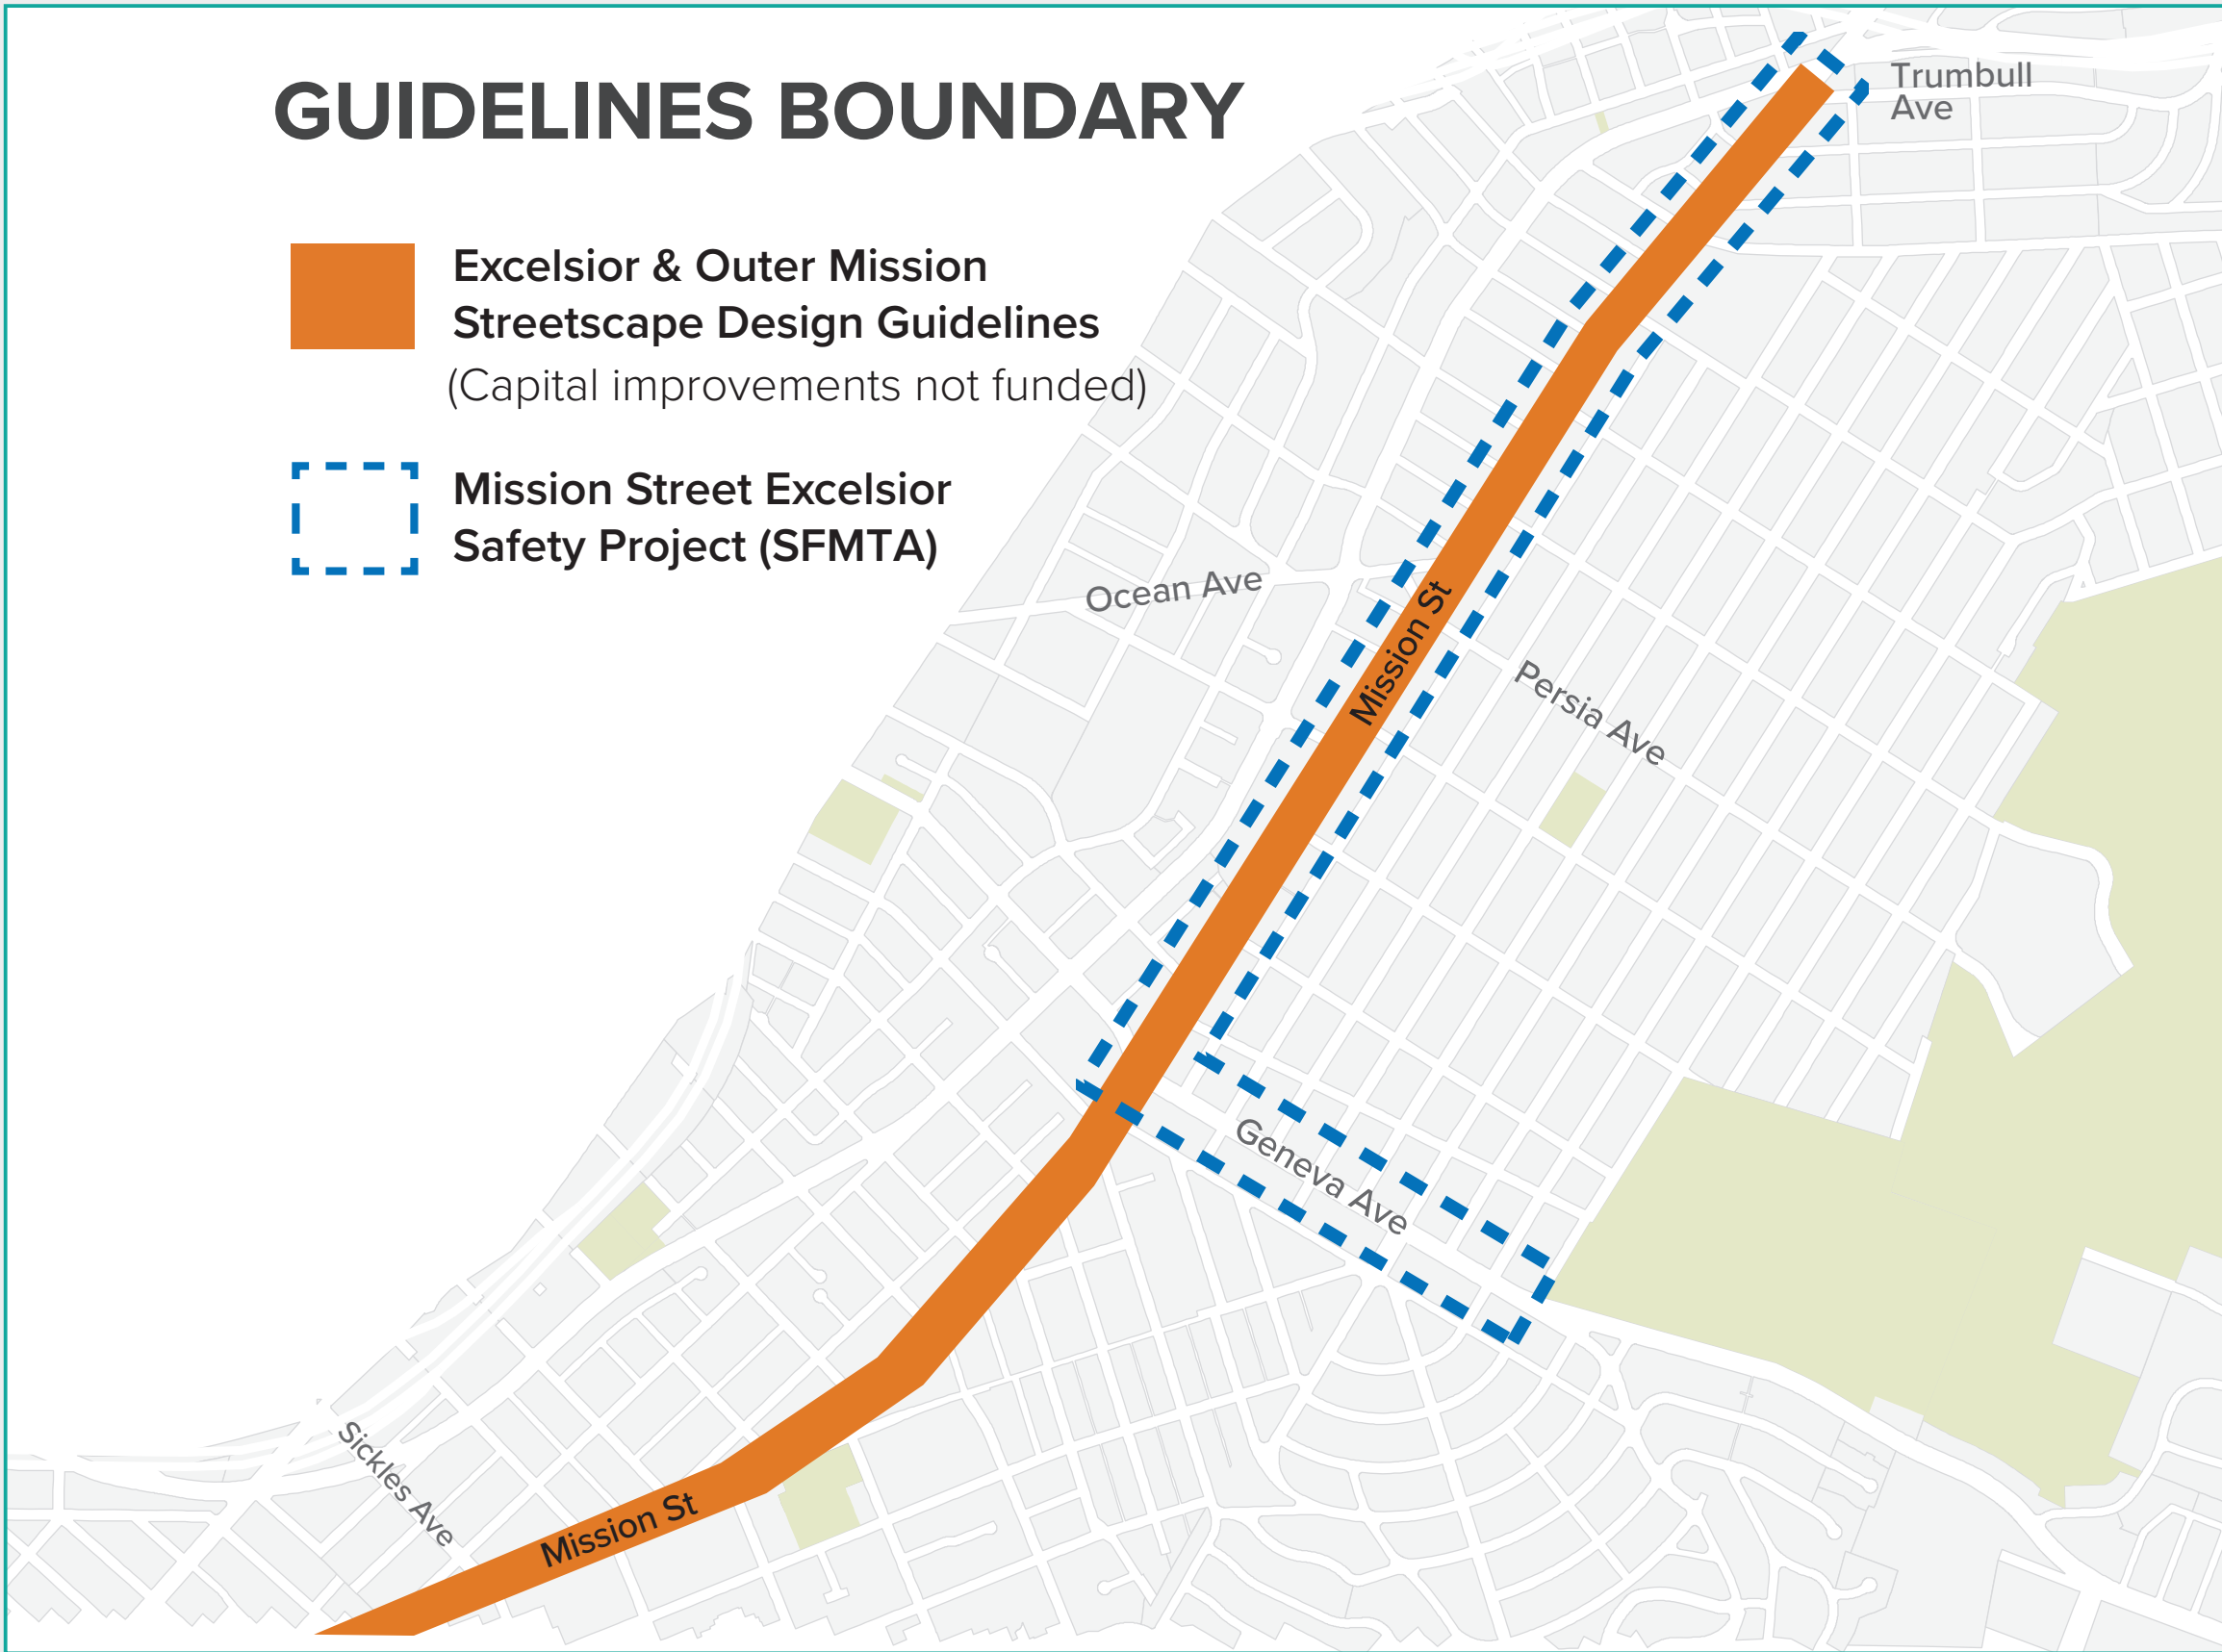 GUIDELINES BOUNDARY
Excelsior & Outer Mission
Streetscape Design Guidelines
(Capital improvements not funded)
Mission Street Excelsior
Safety Project (SFMTA)
Trumbull
Ave
Ocean Ave
Mission St
Persia Ave
Geneva Ave
Sickles Ave
Mission St